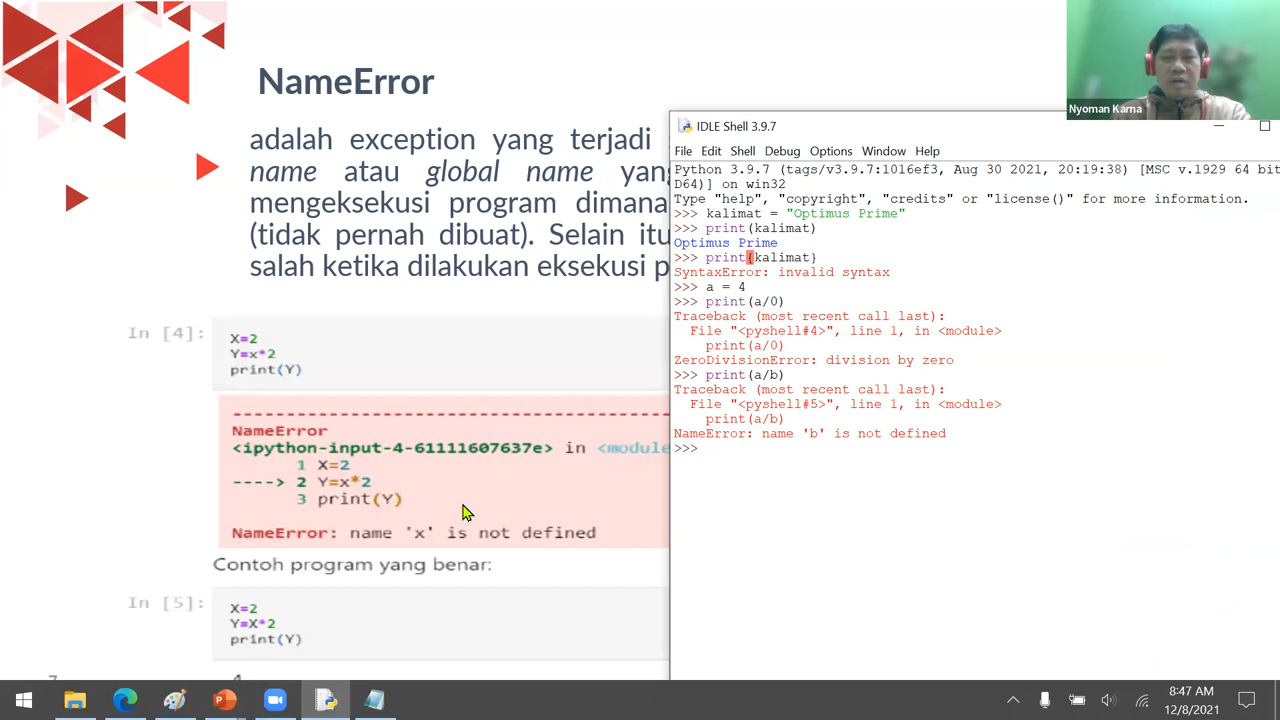 NameError
adalah exception yang terjadi
name atau global name yang
mengeksekusi program dimana
(tidak pernah dibuat). Selain itu
salah ketika dilakukan eksekusi p
In [4]:
X=2
Y=x*2
print(Y)
NameError
<ipython-input-4-61111607637e> in <module
1 X=2
----> 2 Y=x*2
3 print(Y)
NameError: name 'x' is not defined
Contoh program yang benar:
In [5]:
X=2
Y=X*2
print(Y)
Nyoman Karna
IDLE Shell 3.9.7
File Edit Shell Debug Options Window Help
Python 3.9.7 (tags/v3.9.7:1016ef3, Aug 30 2021, 20:19:38) [MSC v.1929 64 bit
D64)] on win32
Type "help", "copyright", "credits" or "license()" for more information.
>>> kalimat = "Optimus Prime"
>>> print(kalimat)
Optimus Prime
>>> print{kalimat}
SyntaxError: invalid syntax
>>> a = 4
>>> print(a/0)
Traceback (most recent call last):
File "<pyshell#4>", line 1, in <module>
print(a/0)
ZeroDivisionError: division by zero
>>> print(a/b)
Traceback (most recent call last):
File "<pyshell#5>", line 1, in <module>
print(a/b)
NameError: name 'b' is not defined
>>>
8:47 AM
12/8/2021